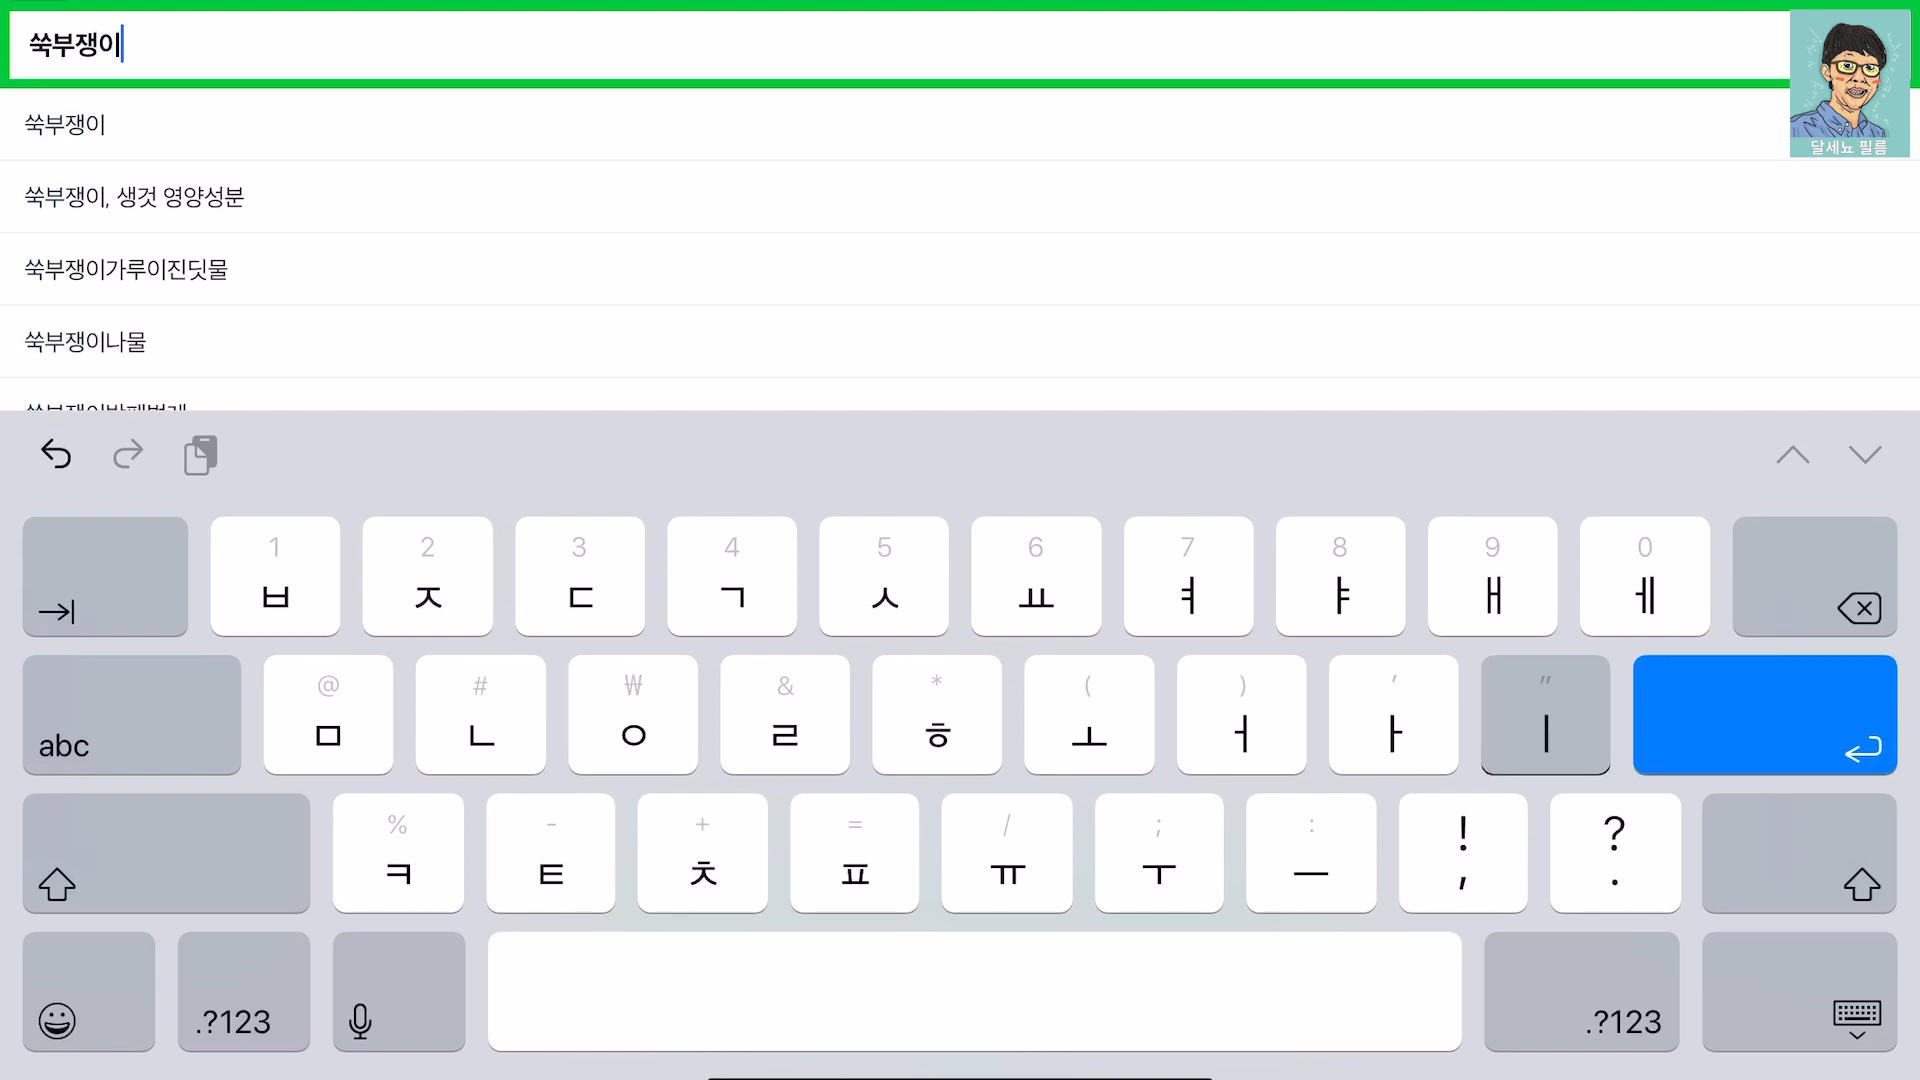 쑥부쟁이
달세뇨 필름
쑥부쟁이
쑥부쟁이, 생것 영양성분
쑥부쟁이가루이진딧물
쑥부쟁이나물
1 2 3 4 5 6 7 8 9 0
ㅂ ㅈ ㄷ ㄱ ㅅ ㅛ ㅕ ㅑ ㅐ ㅔ
@ # ₩ & * ( ) ' "
abc ㅁ ㄴ ㅇ ㄹ ㅎ ㅗ ㅓ ㅏ ㅣ
% - + = / ; : ! ?
ㅋ ㅌ ㅊ ㅍ ㅠ ㅜ ㅡ , .
.?123 .?123